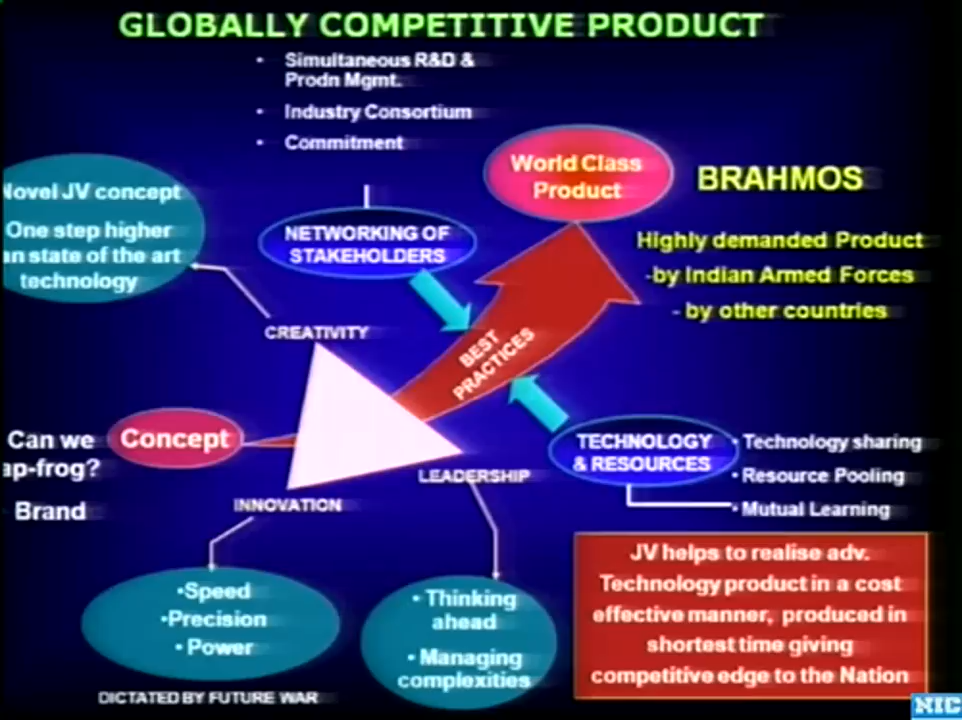 GLOBALLY COMPETITIVE PRODUCT
• Simultaneous R&D &
Prodn Mgmt.
• Industry Consortium
• Commitment
World Class
Product
BRAHMOS
Highly demanded Product
-by Indian Armed Forces
- by other countries
Novel JV concept
One step higher
an state of the art
technology
NETWORKING OF
STAKEHOLDERS
CREATIVITY
BEST
PRACTICES
Can we
ap-frog?
Brand
Concept
TECHNOLOGY
& RESOURCES
• Technology sharing
• Resource Pooling
• Mutual Learning
LEADERSHIP
INNOVATION
•Speed
•Precision
• Power
• Thinking
ahead
• Managing
complexities
JV helps to realise adv.
Technology product in a cost
effective manner, produced in
shortest time giving
competitive edge to the Nation
DICTATED BY FUTURE WAR
NIC